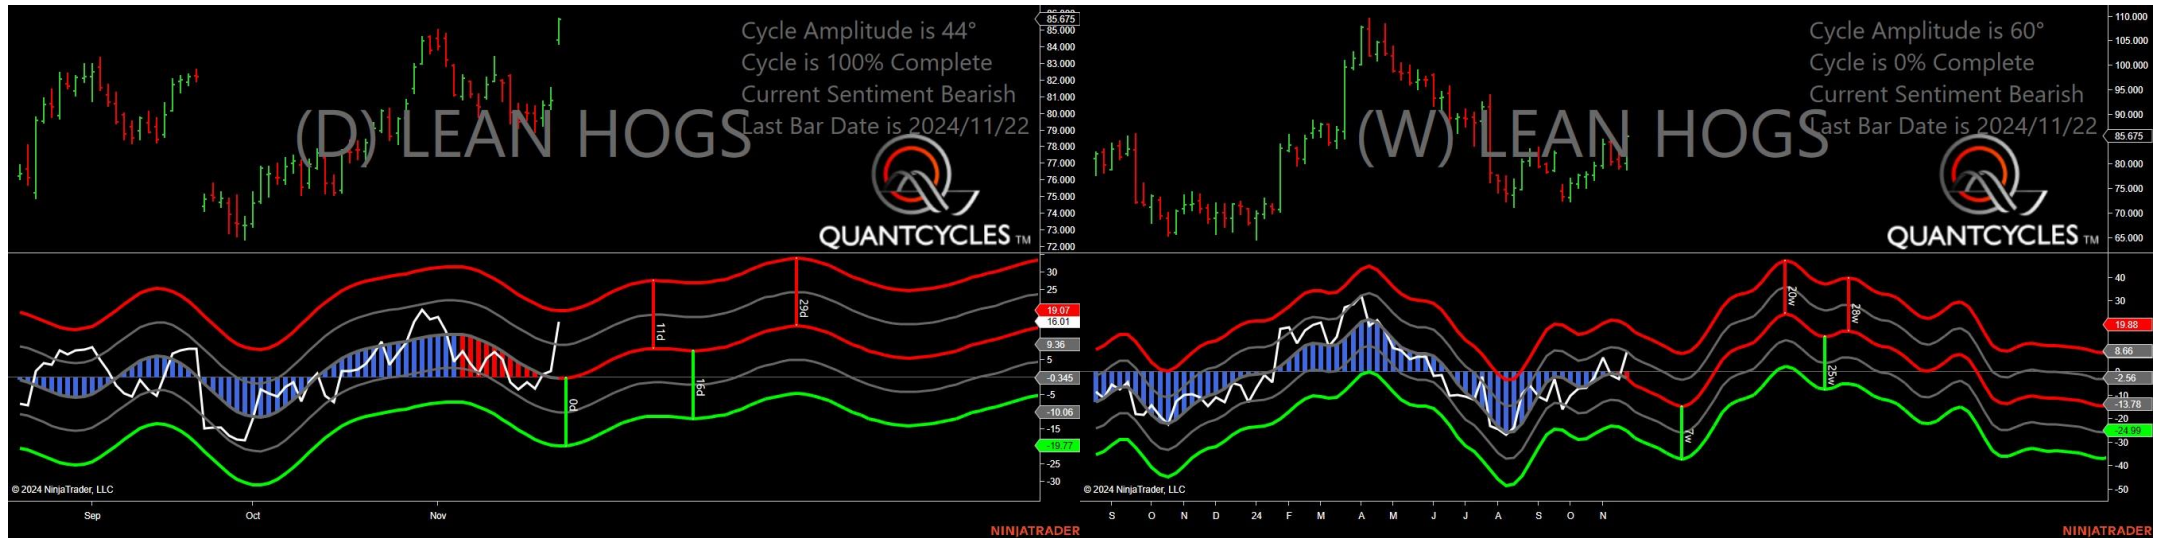 Cycle Amplitude is 44°
Cycle is 100% Complete
Current Sentiment Bearish
Last Bar Date is 2024/11/22
(D) LEAN HOGS
QUANTCYCLES TM
85.675
85.000
84.000
83.000
82.000
81.000
79.000
78.000
77.000
76.000
75.000
74.000
73.000
72.000
30
25
19.07
16.01
9.36
5
-0.345
-5
-10.06
-15
-19.77
-25
-30
11d
29d
0d
16d
© 2024 NinjaTrader, LLC
Sep
Oct
Nov
NINJATRADER
Cycle Amplitude is 60°
Cycle is 0% Complete
Current Sentiment Bearish
Last Bar Date is 2024/11/22
(W) LEAN HOGS
QUANTCYCLES TM
110.000
105.000
100.000
95.000
90.000
85.675
80.000
75.000
70.000
65.000
40
30
19.88
8.66
-2.56
-13.78
-20
-24.99
-30
-40
-50
28w
25w
7w
© 2024 NinjaTrader, LLC
S
O
N
D
24
F
M
A
M
J
J
A
S
O
N
NINJATRADER